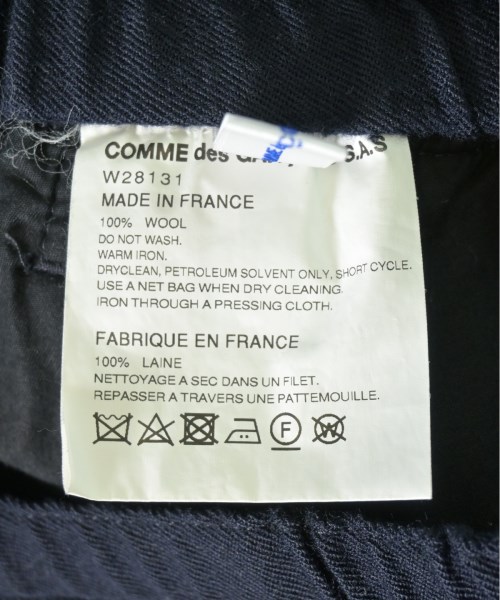 COMME des S.A.S
W28131
MADE IN FRANCE
100% WOOL
DO NOT WASH.
WARM IRON.
DRYCLEAN, PETROLEUM SOLVENT ONLY, SHORT CYCLE.
USE A NET BAG WHEN DRY CLEANING.
IRON THROUGH A PRESSING CLOTH.
FABRIQUE EN FRANCE
100% LAINE
NETTOYAGE A SEC DANS UN FILET.
REPASSER A TRAVERS UNE PATTEMOUILLE.
F W